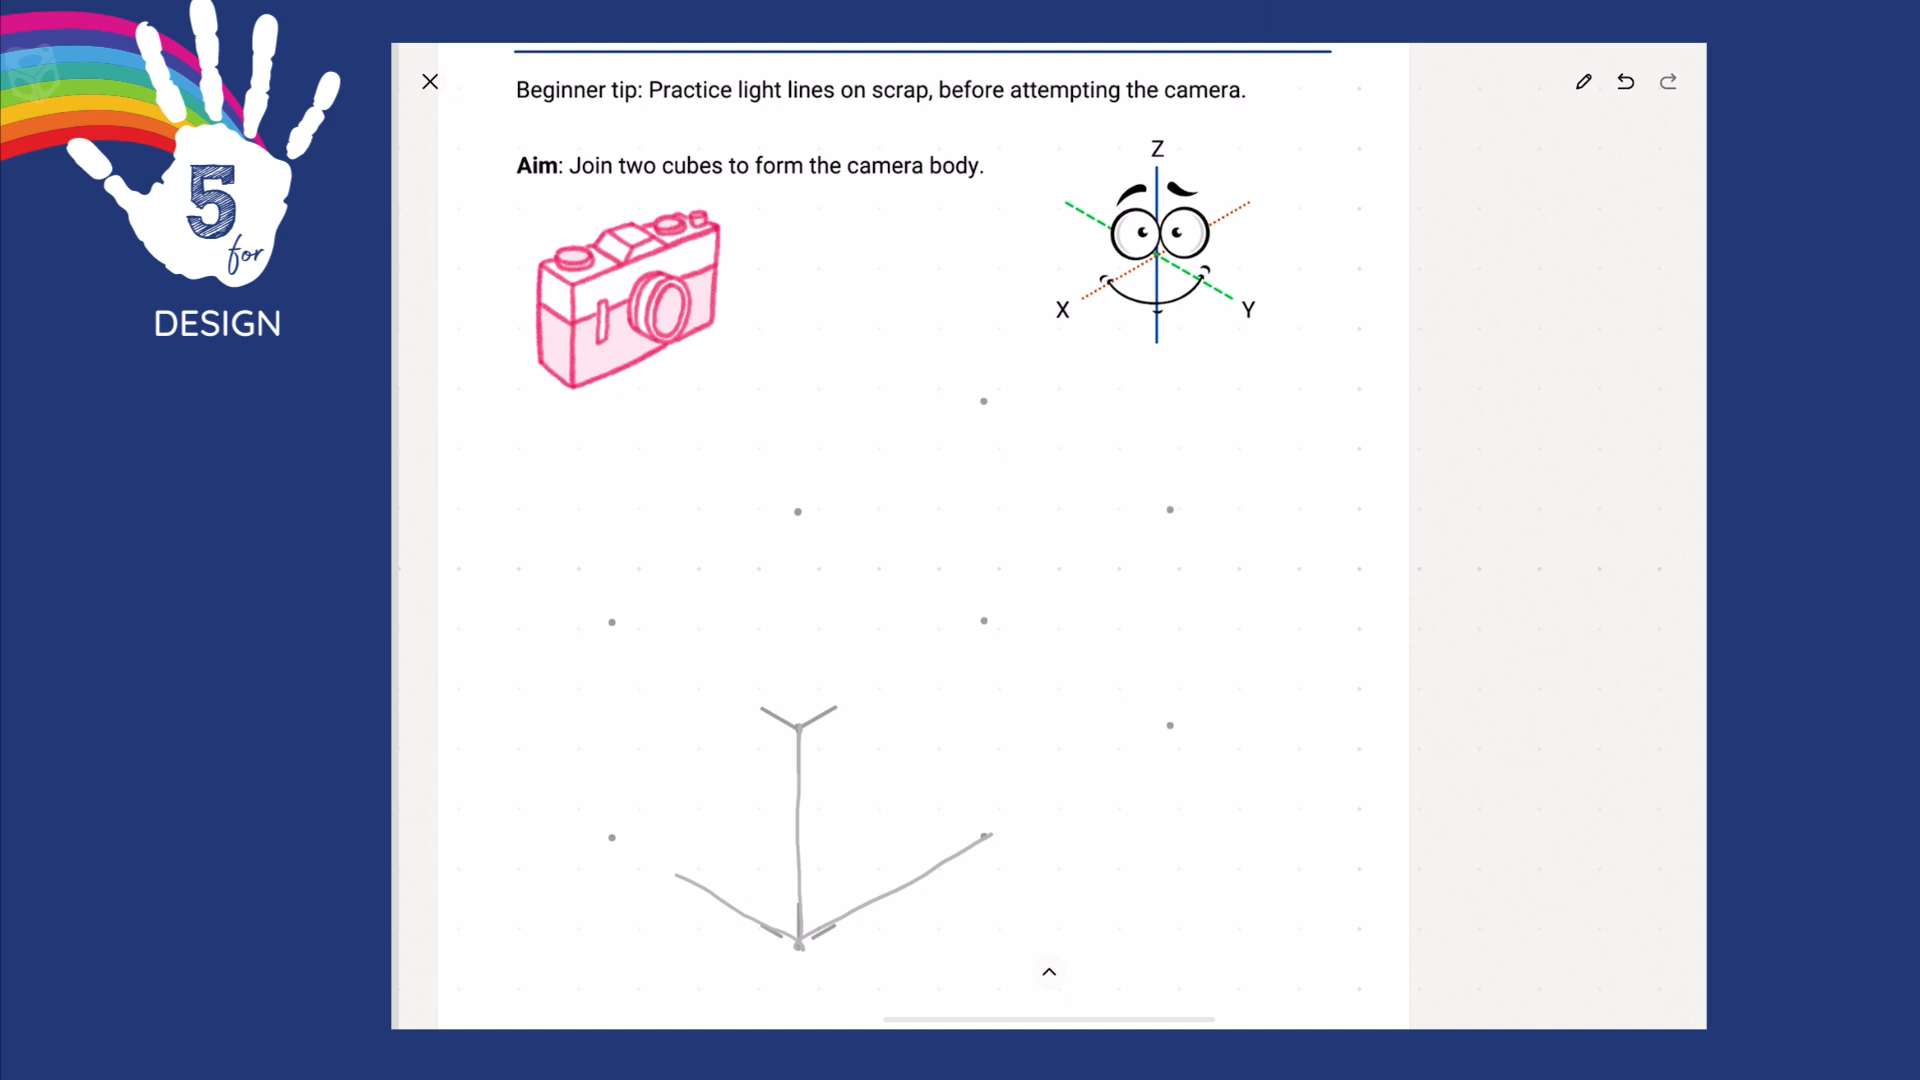 5
for
DESIGN
Beginner tip: Practice light lines on scrap, before attempting the camera.
Aim: Join two cubes to form the camera body.
Z
X
Y